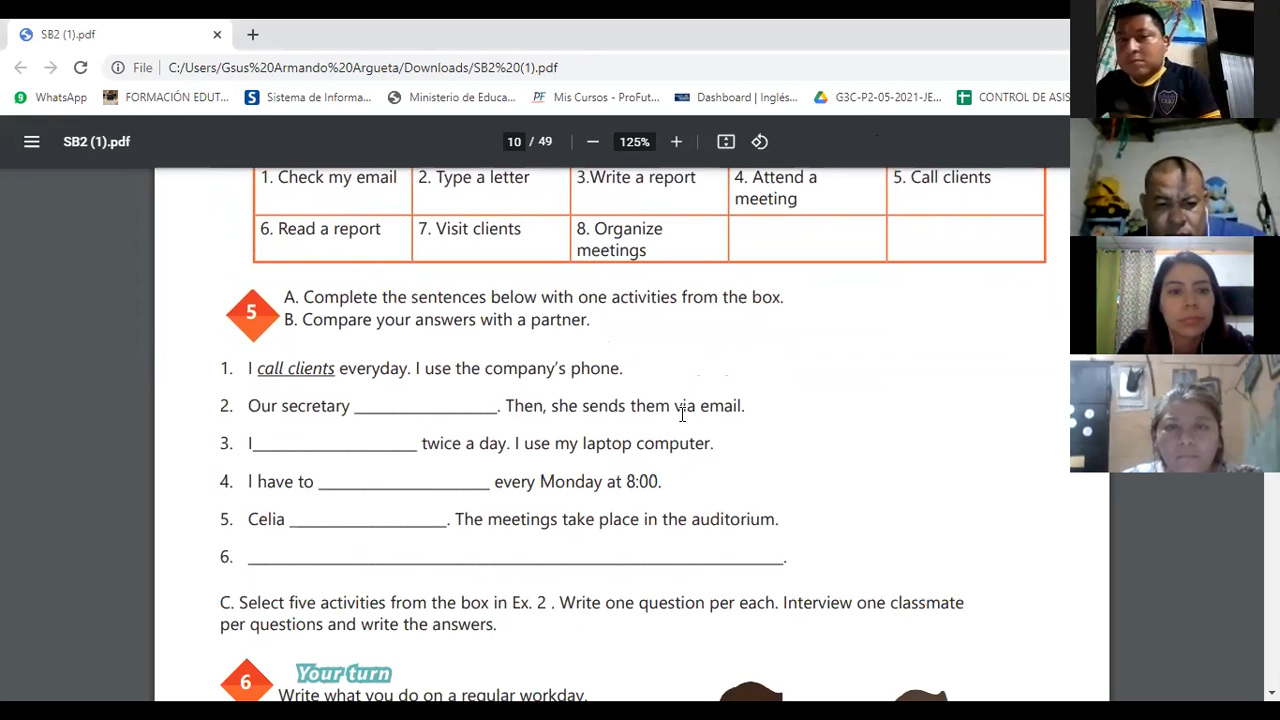 SB2 (1).pdf
File C:/Users/Gsus%20Armando%20Argueta/Downloads/SB2%20(1).pdf
WhatsApp FORMACIÓN EDUT... Sistema de Informa... Ministerio de Educa... Mis Cursos – ProFut... Dashboard | Inglés... G3C-P2-05-2021-JE... CONTROL DE ASIS
SB2 (1).pdf 10 / 49 125%
1. Check my email 2. Type a letter 3.Write a report 4. Attend a meeting 5. Call clients
6. Read a report 7. Visit clients 8. Organize meetings
5 A. Complete the sentences below with one activities from the box.
B. Compare your answers with a partner.
1. I call clients everyday. I use the company's phone.
2. Our secretary _______________. Then, she sends them via email.
3. I_________________ twice a day. I use my laptop computer.
4. I have to __________________ every Monday at 8:00.
5. Celia ________________. The meetings take place in the auditorium.
6. _________________________________________________________.
C. Select five activities from the box in Ex. 2 . Write one question per each. Interview one classmate
per questions and write the answers.
6 Your turn
Write what you do on a regular workday.